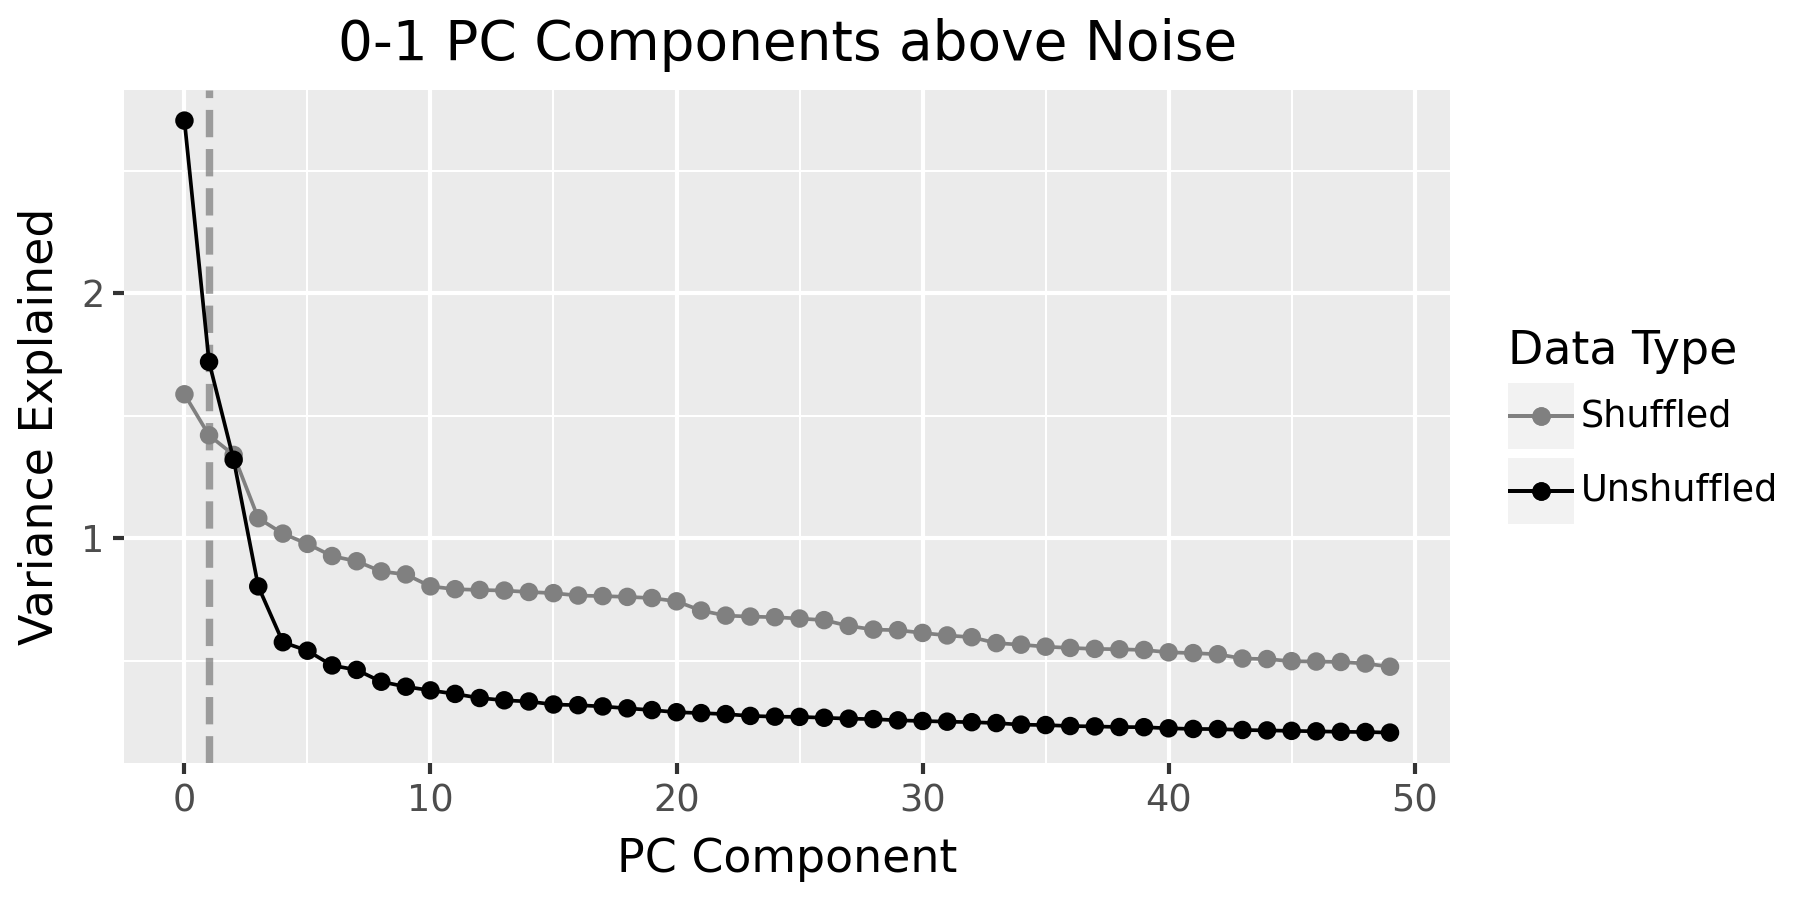 0-1 PC Components above Noise
Variance Explained
2
1
0 10 20 30 40 50
PC Component
Data Type
Shuffled
Unshuffled